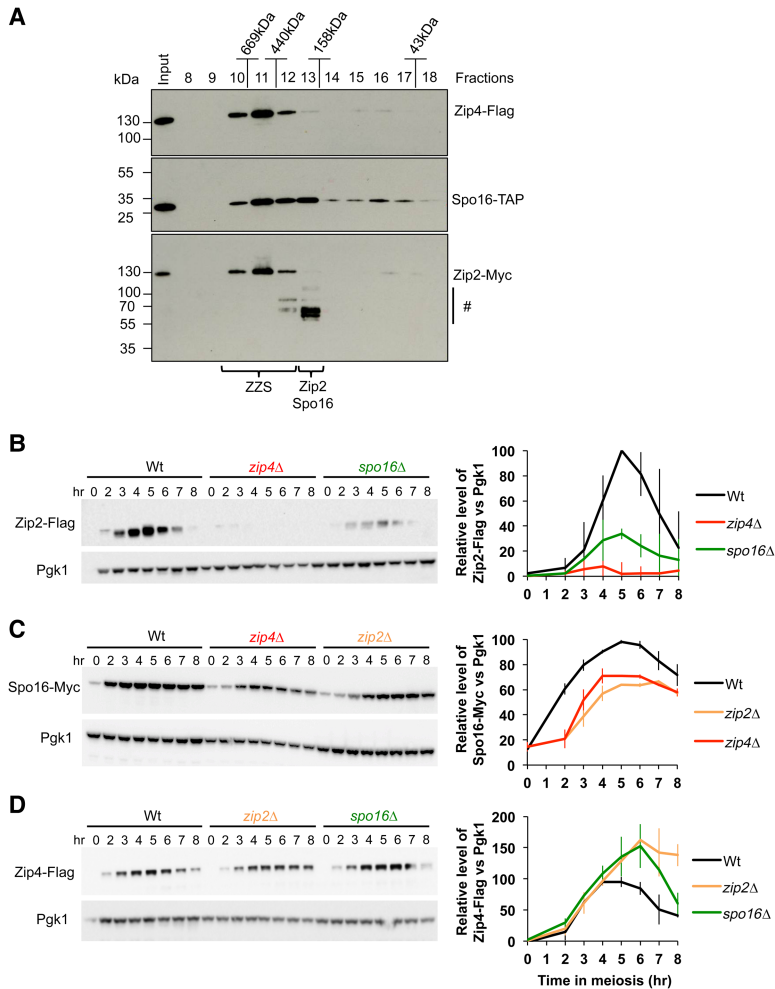 A
669kDa 440kDa 158kDa 43kDa
kDa Input 8 9 10 11 12 13 14 15 16 17 18 Fractions
130
100
Zip4-Flag
55
35
25
Spo16-TAP
130
100
70
55
35
Zip2-Myc
#
ZZS Zip2
Spo16
B
Wt zip4Δ spo16Δ
hr 0 2 3 4 5 6 7 8 0 2 3 4 5 6 7 8 0 2 3 4 5 6 7 8
Zip2-Flag
Pgk1
Relative level of
Zip2-Flag vs Pgk1
100
80
60
40
20
0
0 1 2 3 4 5 6 7 8
Wt
zip4Δ
spo16Δ
C
Wt zip4Δ zip2Δ
hr 0 2 3 4 5 6 7 8 0 2 3 4 5 6 7 8 0 2 3 4 5 6 7 8
Spo16-Myc
Pgk1
Relative level of
Spo16-Myc vs Pgk1
100
80
60
40
20
0
0 1 2 3 4 5 6 7 8
Wt
zip2Δ
zip4Δ
D
Wt zip2Δ spo16Δ
hr 0 2 3 4 5 6 7 8 0 2 3 4 5 6 7 8 0 2 3 4 5 6 7 8
Zip4-Flag
Pgk1
Relative level of
Zip4-Flag vs Pgk1
200
150
100
50
0
0 1 2 3 4 5 6 7 8
Time in meiosis (hr)
Wt
zip2Δ
spo16Δ